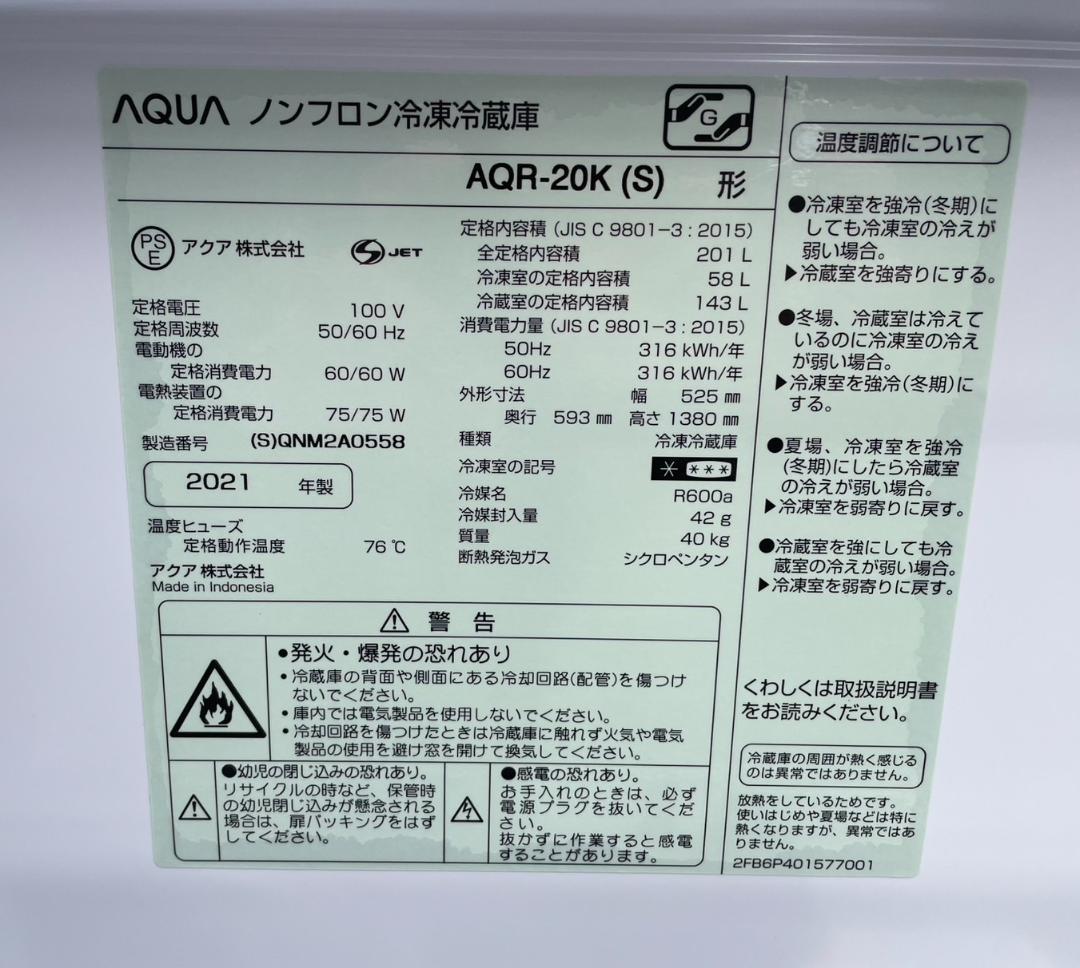 AQUA ノンフロン冷凍冷蔵庫
G
AQR-20K (S) 形
PS
E
アクア 株式会社
S JET
定格電圧 100 V
定格周波数 50/60 Hz
電動機の
定格消費電力 60/60 W
電熱装置の
定格消費電力 75/75 W
製造番号 (S)QNM2A0558
2021 年製
温度ヒューズ
定格動作温度 76 ℃
アクア 株式会社
Made in Indonesia
定格内容積 (JIS C 9801-3 : 2015)
全定格内容積 201 L
冷凍室の定格内容積 58 L
冷蔵室の定格内容積 143 L
消費電力量 (JIS C 9801-3 : 2015)
50Hz 316 kWh/年
60Hz 316 kWh/年
外形寸法 幅 525 mm
奥行 593 mm 高さ 1380 mm
種類 冷凍冷蔵庫
冷凍室の記号 * ***
冷媒名 R600a
冷媒封入量 42 g
質量 40 kg
断熱発泡ガス シクロペンタン
⚠ 警告
●発火・爆発の恐れあり
・冷蔵庫の背面や側面にある冷却回路(配管)を傷つけ
ないでください。
・庫内では電気製品を使用しないでください。
・冷却回路を傷つけたときは冷蔵庫に触れず火気や電気
製品の使用を避け窓を開けて換気してください。
●幼児の閉じ込みの恐れあり。
リサイクルの時など、保管時
の幼児閉じ込みが懸念される
場合は、扉パッキングをはず
してください。
●感電の恐れあり。
お手入れのときは、必ず
電源プラグを抜いてくだ
さい。
抜かずに作業すると感電
することがあります。
温度調節について
●冷凍室を強冷(冬期)に
しても冷凍室の冷えが
弱い場合。
▶冷蔵室を強寄りにする。
●冬場、冷蔵室は冷えて
いるのに冷凍室の冷え
が弱い場合。
▶冷凍室を強冷(冬期)に
する。
●夏場、冷凍室を強冷
(冬期)にしたら冷蔵室
の冷えが弱い場合。
▶冷凍室を弱寄りに戻す。
●冷蔵室を強にしても冷
蔵室の冷えが弱い場合。
▶冷凍室を弱寄りに戻す。
くわしくは取扱説明書
をお読みください。
冷蔵庫の周囲が熱く感じる
のは異常ではありません。
放熱をしているためです。
使いはじめや夏場などは特に
熱くなりますが、異常ではあ
りません。
2FB6P401577001